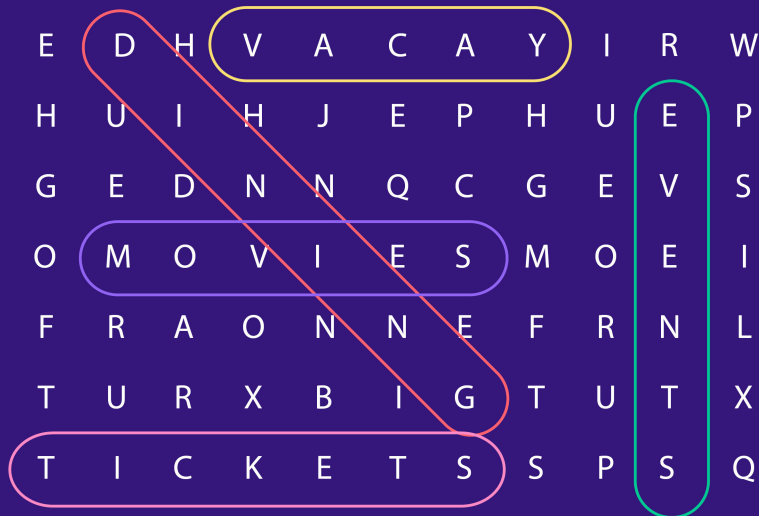 E D H V A C A Y I R W
H U I H J E P H U E P
G E D N N Q C G E V S
O M O V I E S M O E I
F R A O N N E F R N L
T U R X B I G T U T X
T I C K E T S S P S Q